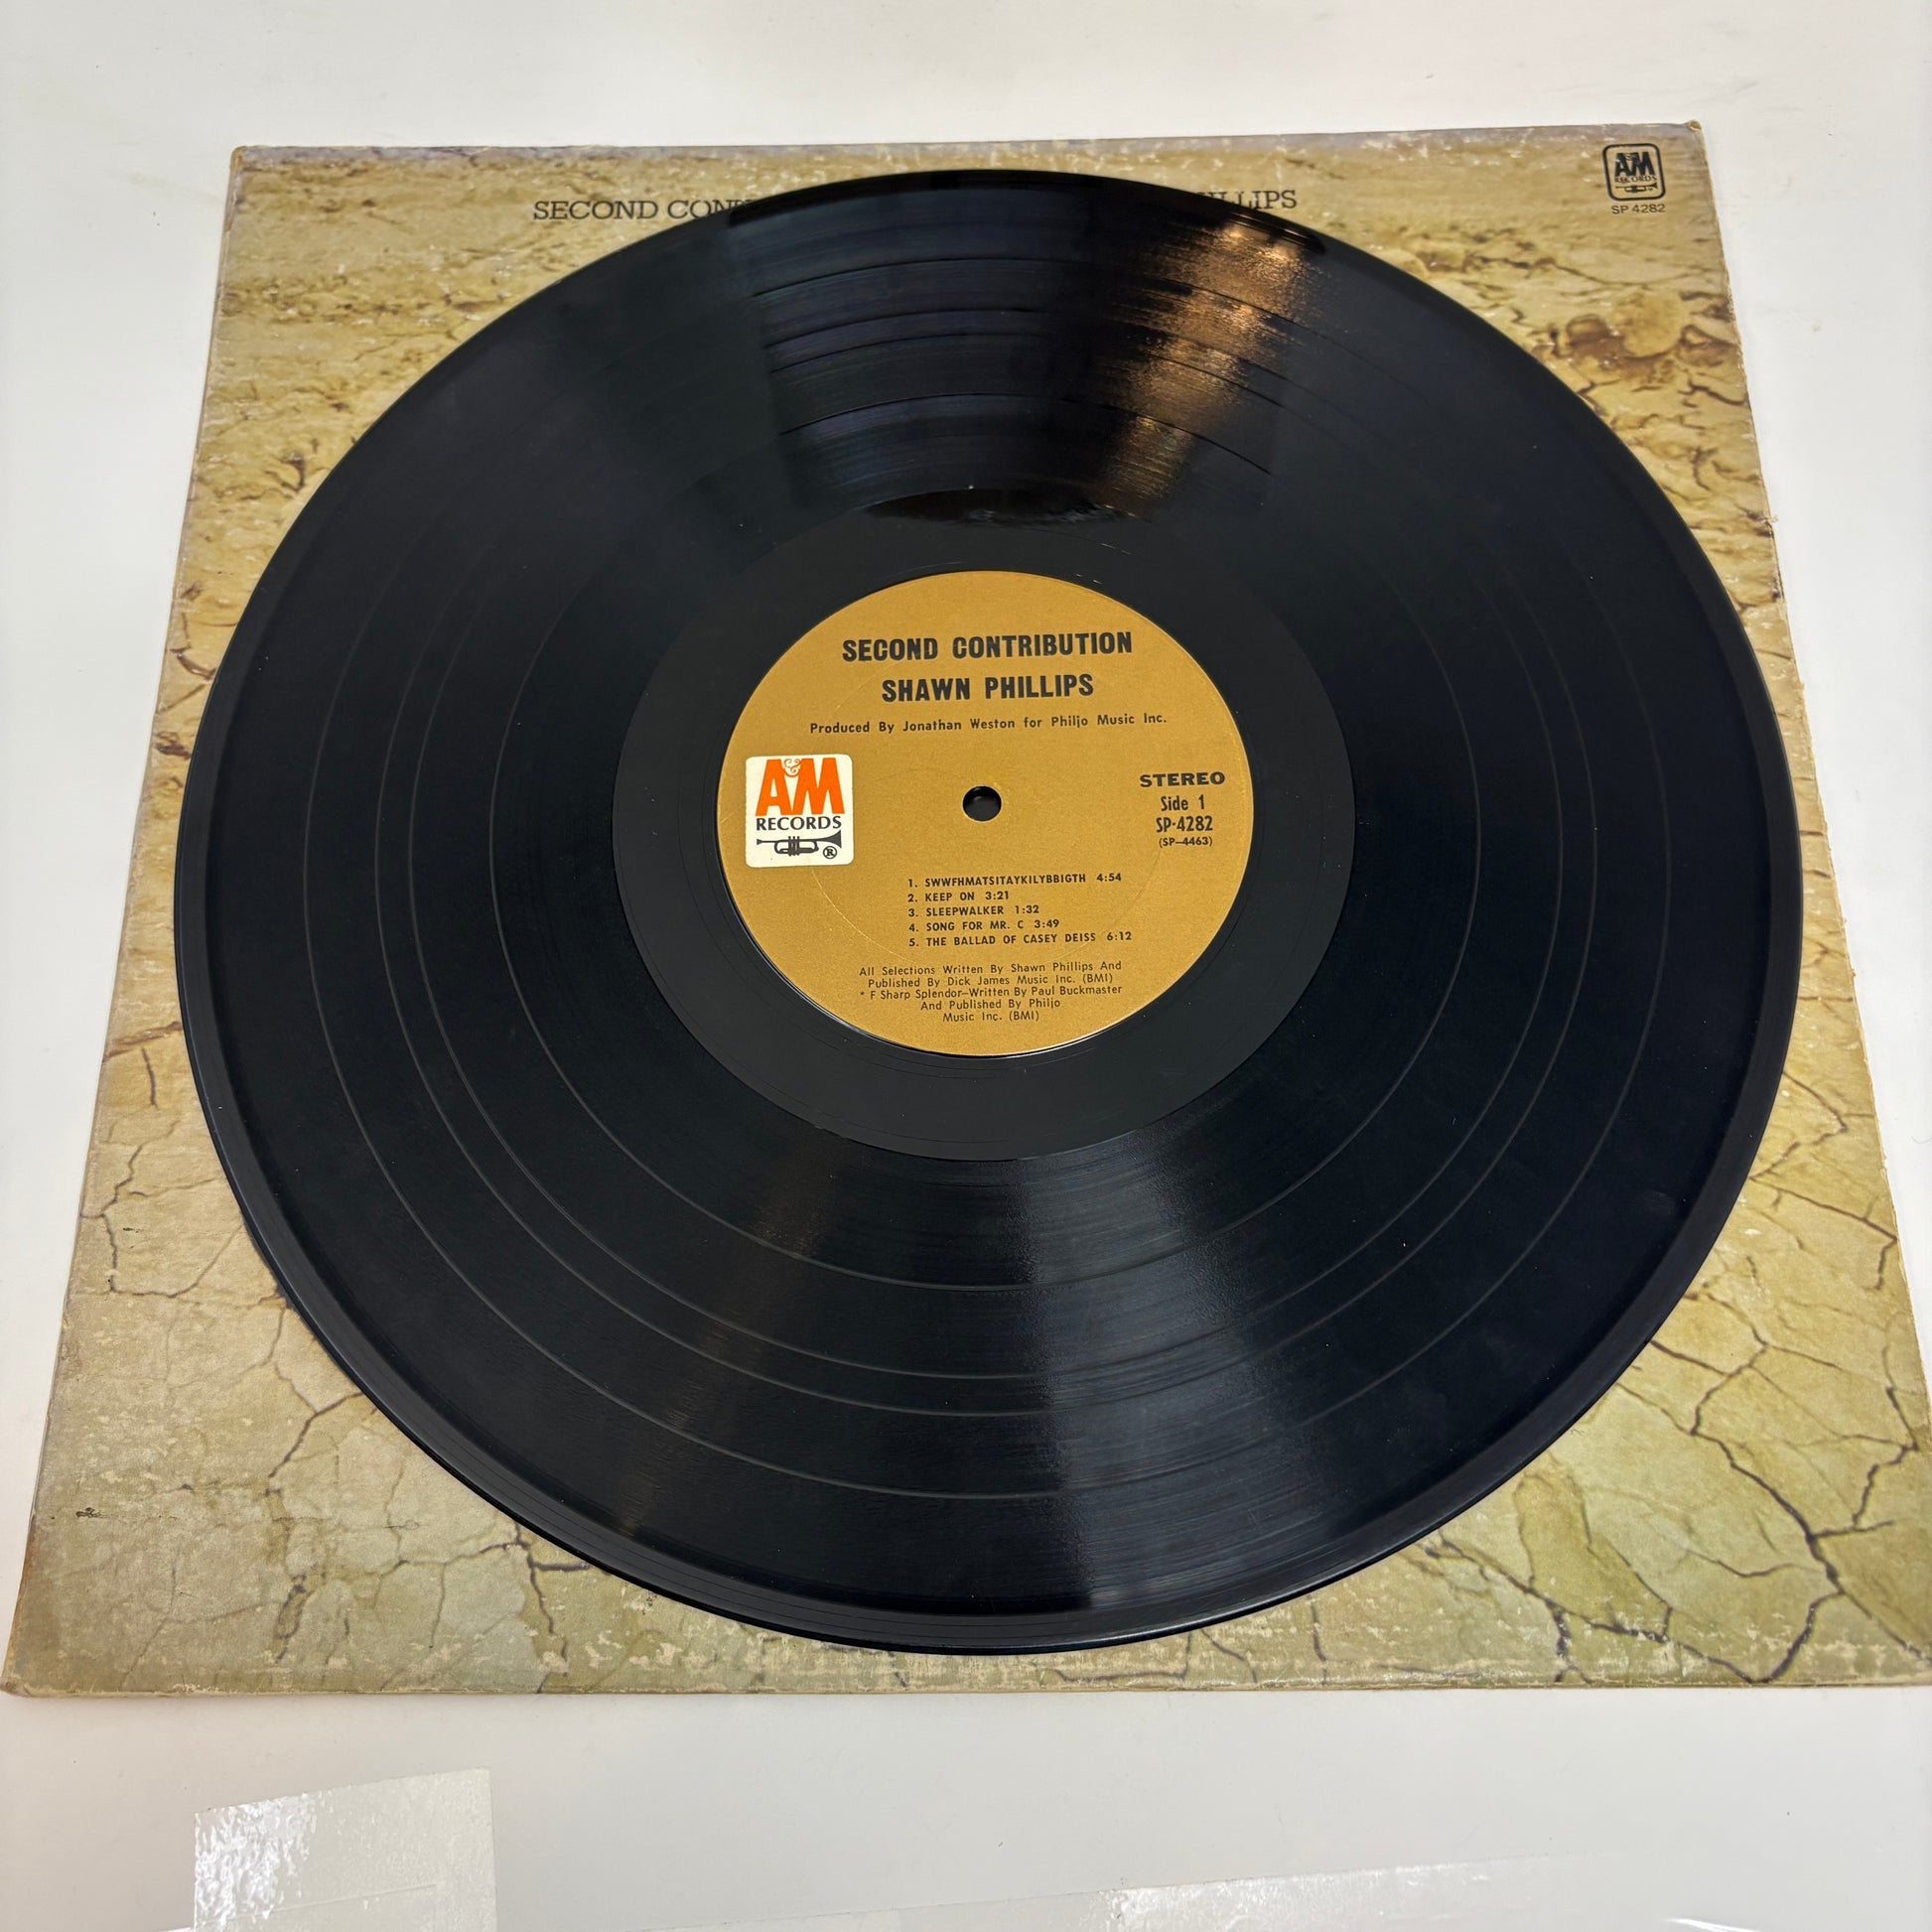 SECOND
AM
RECORDS
SP 4282
SECOND CONTRIBUTION
SHAWN PHILLIPS
Produced By Jonathan Weston for Philjo Music Inc.
A&M
RECORDS
®
STEREO
Side 1
SP-4282
(SP-4463)
1. SWWFHMATSITAYKILYBBIGTH 4:54
2. KEEP ON 3:21
3. SLEEPWALKER 1:32
4. SONG FOR MR. C 3:49
5. THE BALLAD OF CASEY DEISS 6:12
All Selections Written By Shawn Phillips And
Published By Dick James Music Inc. (BMI)
* F Sharp Splendor-Written By Paul Buckmaster
And Published By Philjo
Music Inc. (BMI)